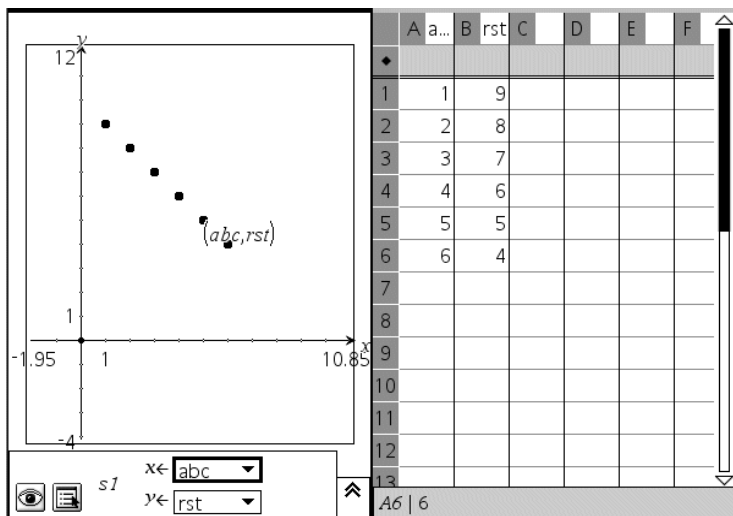 y
12
(abc,rst)
1
x
-1.95 1 10.85
-4
s1
x← abc
y← rst
A a... B rst C D E F
◆
1 1 9
2 2 8
3 3 7
4 4 6
5 5 5
6 6 4
7
8
9
10
11
12
13
A6 | 6